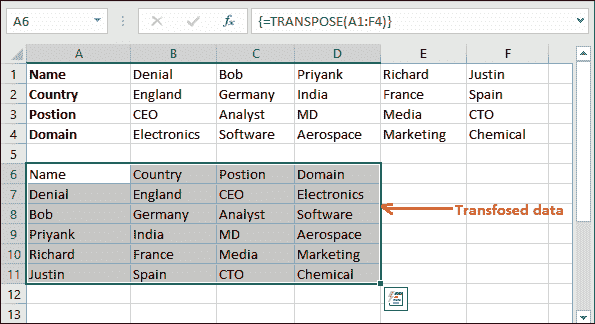 A6 fx {=TRANSPOSE(A1:F4)}
A B C D E F
1 Name Denial Bob Priyank Richard Justin
2 Country England Germany India France Spain
3 Postion CEO Analyst MD Media CTO
4 Domain Electronics Software Aerospace Marketing Chemical
5
6 Name Country Postion Domain
7 Denial England CEO Electronics
8 Bob Germany Analyst Software Transfosed data
9 Priyank India MD Aerospace
10 Richard France Media Marketing
11 Justin Spain CTO Chemical
12
13